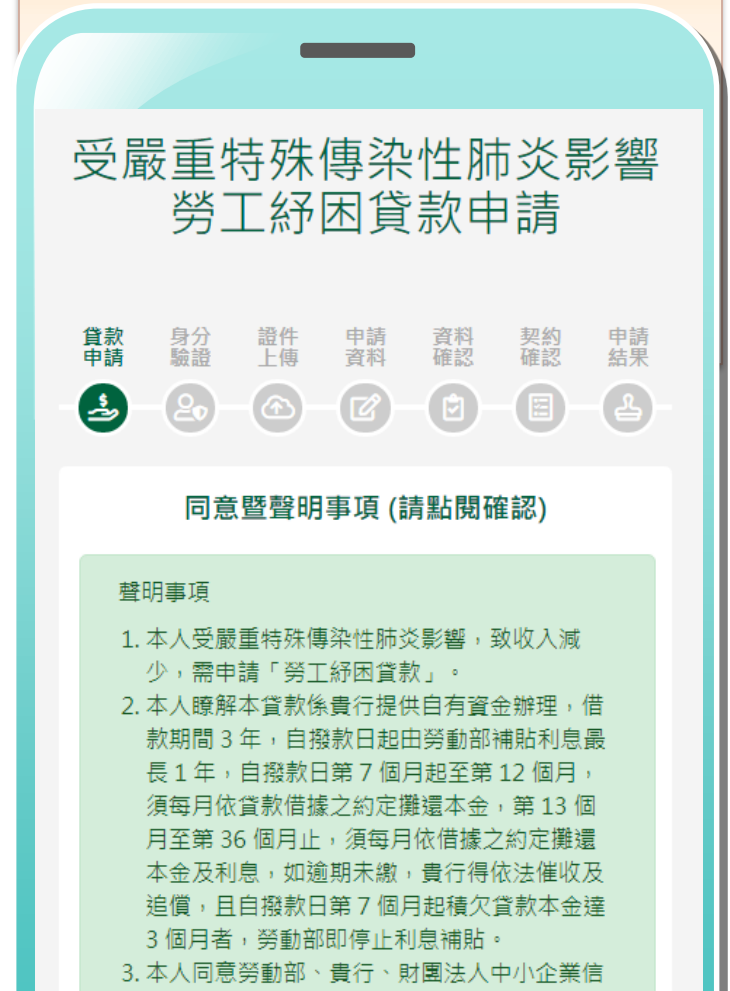 受嚴重特殊傳染性肺炎影響
勞工紓困貸款申請
貸款 身分 證件 申請 資料 契約 申請
申請 驗證 上傳 資料 確認 確認 結果
同意暨聲明事項 (請點閱確認)
聲明事項
1. 本人受嚴重特殊傳染性肺炎影響，致收入減
少，需申請「勞工紓困貸款」。
2. 本人瞭解本貸款係貴行提供自有資金辦理，借
款期間 3 年，自撥款日起由勞動部補貼利息最
長 1 年，自撥款日第 7 個月起至第 12 個月，
須每月依貸款借據之約定攤還本金，第 13 個
月至第 36 個月止，須每月依借據之約定攤還
本金及利息，如逾期未繳，貴行得依法催收及
追償，且自撥款日第 7 個月起積欠貸款本金達
3 個月者，勞動部即停止利息補貼。
3. 本人同意勞動部、貴行、財團法人中小企業信